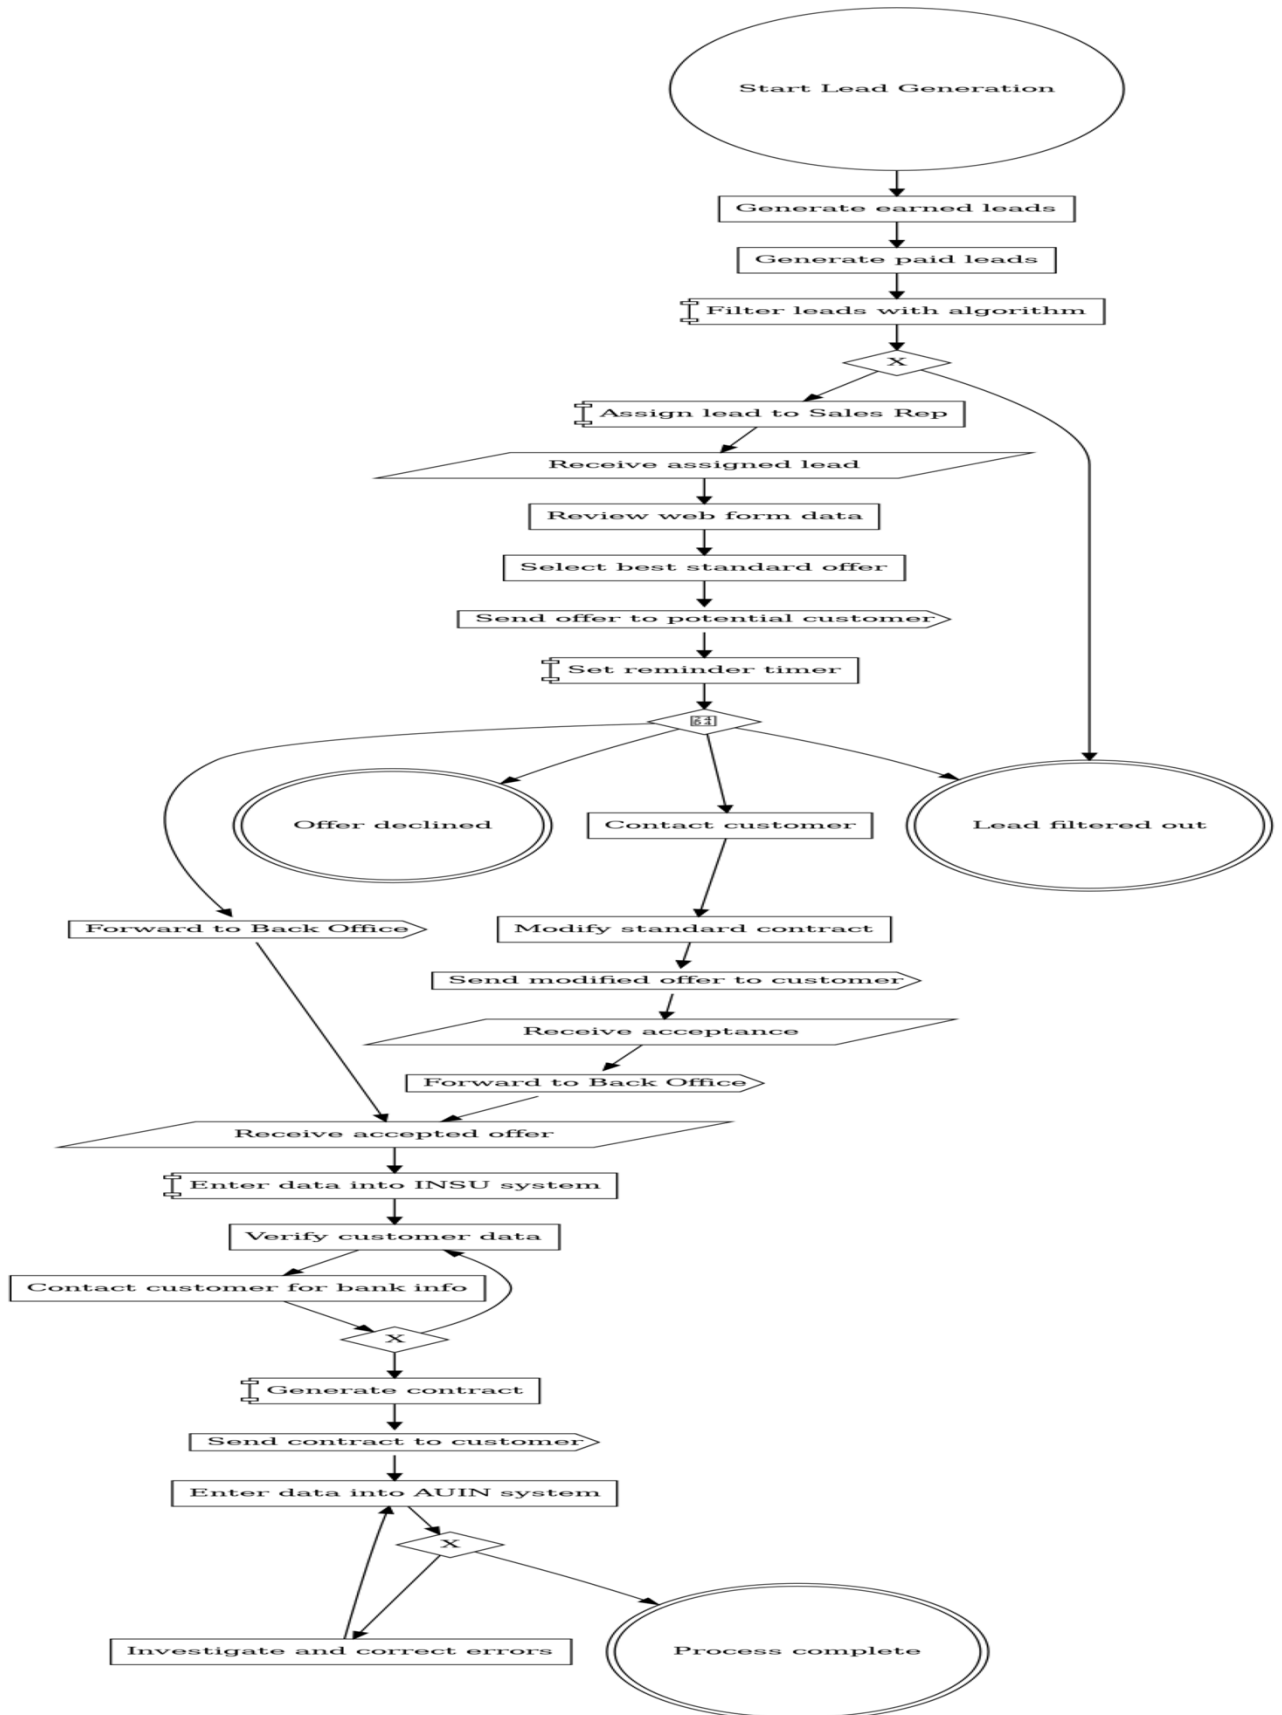 Start Lead Generation
Generate earned leads
Generate paid leads
Filter leads with algorithm
X
Assign lead to Sales Rep
Receive assigned lead
Review web form data
Select best standard offer
Send offer to potential customer
Set reminder timer
Offer declined
Contact customer
Lead filtered out
Forward to Back Office
Modify standard contract
Send modified offer to customer
Receive acceptance
Forward to Back Office
Receive accepted offer
Enter data into INSU system
Verify customer data
Contact customer for bank info
X
Generate contract
Send contract to customer
Enter data into AUIN system
X
Investigate and correct errors
Process complete